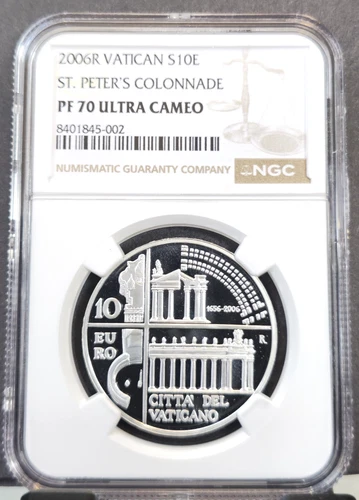 2006R VATICAN S10E
ST. PETER'S COLONNADE
PF 70 ULTRA CAMEO
8401845-002
NUMISMATIC GUARANTY COMPANY NGC
10
EURO
1656-2006
R
CITTA' DEL
VATICANO